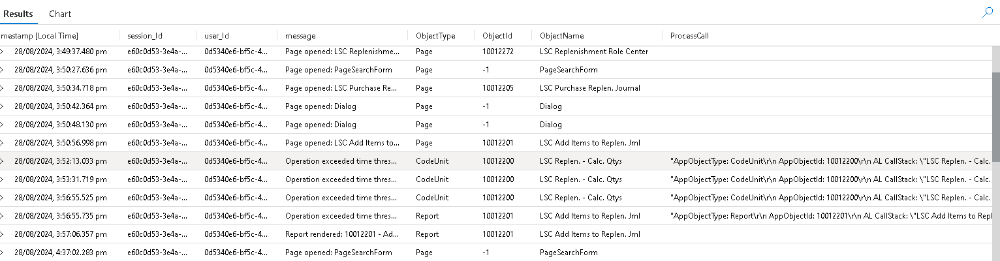 Results Chart
mestamp [Local Time] session_Id user_Id message ObjectType ObjectId ObjectName ProcessCall
28/08/2024, 3:49:37.480 pm e60c0d53-3e4a-... 0d5340e6-bf5c-4... Page opened: LSC Replenishme... Page 10012272 LSC Replenishment Role Center
28/08/2024, 3:50:27.636 pm e60c0d53-3e4a-... 0d5340e6-bf5c-4... Page opened: PageSearchForm Page -1 PageSearchForm
28/08/2024, 3:50:34.718 pm e60c0d53-3e4a-... 0d5340e6-bf5c-4... Page opened: LSC Purchase Re... Page 10012205 LSC Purchase Replen. Journal
28/08/2024, 3:50:42.364 pm e60c0d53-3e4a-... 0d5340e6-bf5c-4... Page opened: Dialog Page -1 Dialog
28/08/2024, 3:50:48.130 pm e60c0d53-3e4a-... 0d5340e6-bf5c-4... Page opened: Dialog Page -1 Dialog
28/08/2024, 3:50:56.998 pm e60c0d53-3e4a-... 0d5340e6-bf5c-4... Page opened: LSC Add Items to... Page 10012201 LSC Add Items to Replen. Jrnl
28/08/2024, 3:52:13.033 pm e60c0d53-3e4a-... 0d5340e6-bf5c-4... Operation exceeded time thres... CodeUnit 10012200 LSC Replen. - Calc. Qtys "AppObjectType: CodeUnit\r\n AppObjectId: 10012200\r\n AL CallStack: \"LSC Replen. - Calc.
28/08/2024, 3:53:31.719 pm e60c0d53-3e4a-... 0d5340e6-bf5c-4... Operation exceeded time thres... CodeUnit 10012200 LSC Replen. - Calc. Qtys "AppObjectType: CodeUnit\r\n AppObjectId: 10012200\r\n AL CallStack: \"LSC Replen. - Calc.
28/08/2024, 3:56:55.525 pm e60c0d53-3e4a-... 0d5340e6-bf5c-4... Operation exceeded time thres... CodeUnit 10012200 LSC Replen. - Calc. Qtys "AppObjectType: CodeUnit\r\n AppObjectId: 10012200\r\n AL CallStack: \"LSC Replen. - Calc.
28/08/2024, 3:56:55.735 pm e60c0d53-3e4a-... 0d5340e6-bf5c-4... Operation exceeded time thres... Report 10012201 LSC Add Items to Replen. Jrnl "AppObjectType: Report\r\n AppObjectId: 10012201\r\n AL CallStack: \"LSC Add Items to Repl
28/08/2024, 3:57:06.357 pm e60c0d53-3e4a-... 0d5340e6-bf5c-4... Report rendered: 10012201 - Ad... Report 10012201 LSC Add Items to Replen. Jrnl
28/08/2024, 4:37:02.283 pm e60c0d53-3e4a-... 0d5340e6-bf5c-4... Page opened: PageSearchForm Page -1 PageSearchForm